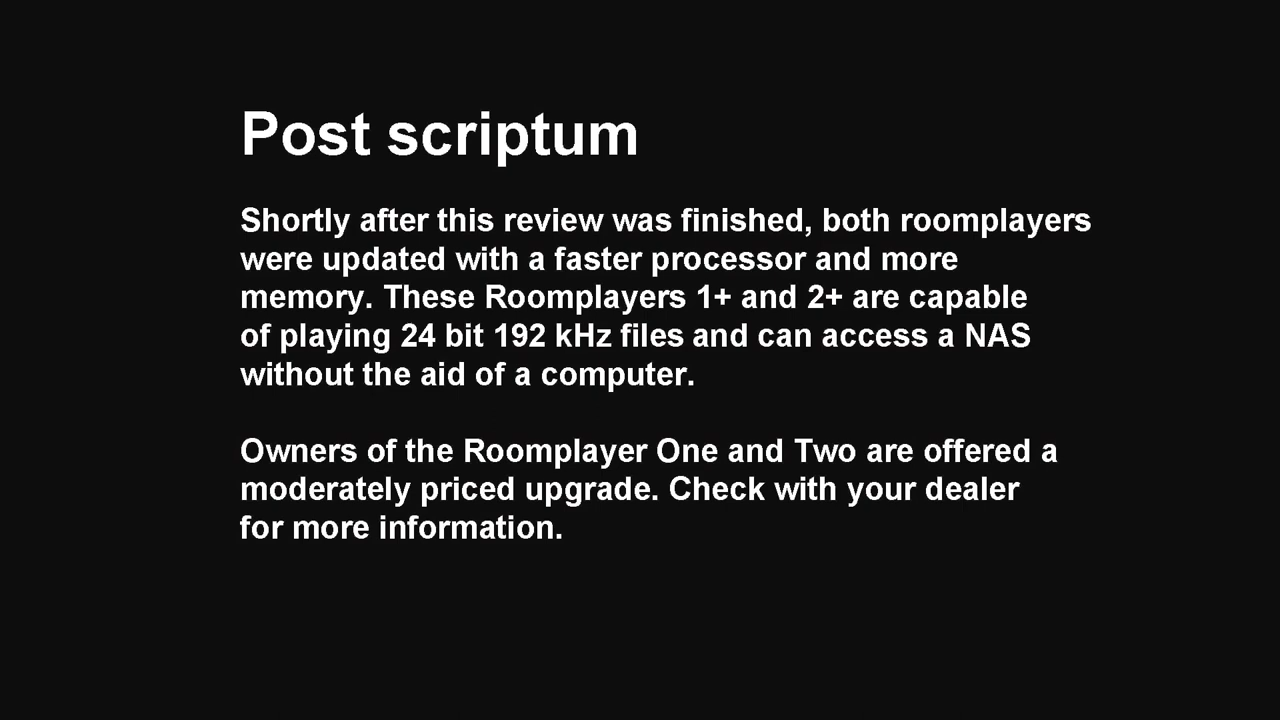 Post scriptum
Shortly after this review was finished, both roomplayers
were updated with a faster processor and more
memory. These Roomplayers 1+ and 2+ are capable
of playing 24 bit 192 kHz files and can access a NAS
without the aid of a computer.
Owners of the Roomplayer One and Two are offered a
moderately priced upgrade. Check with your dealer
for more information.